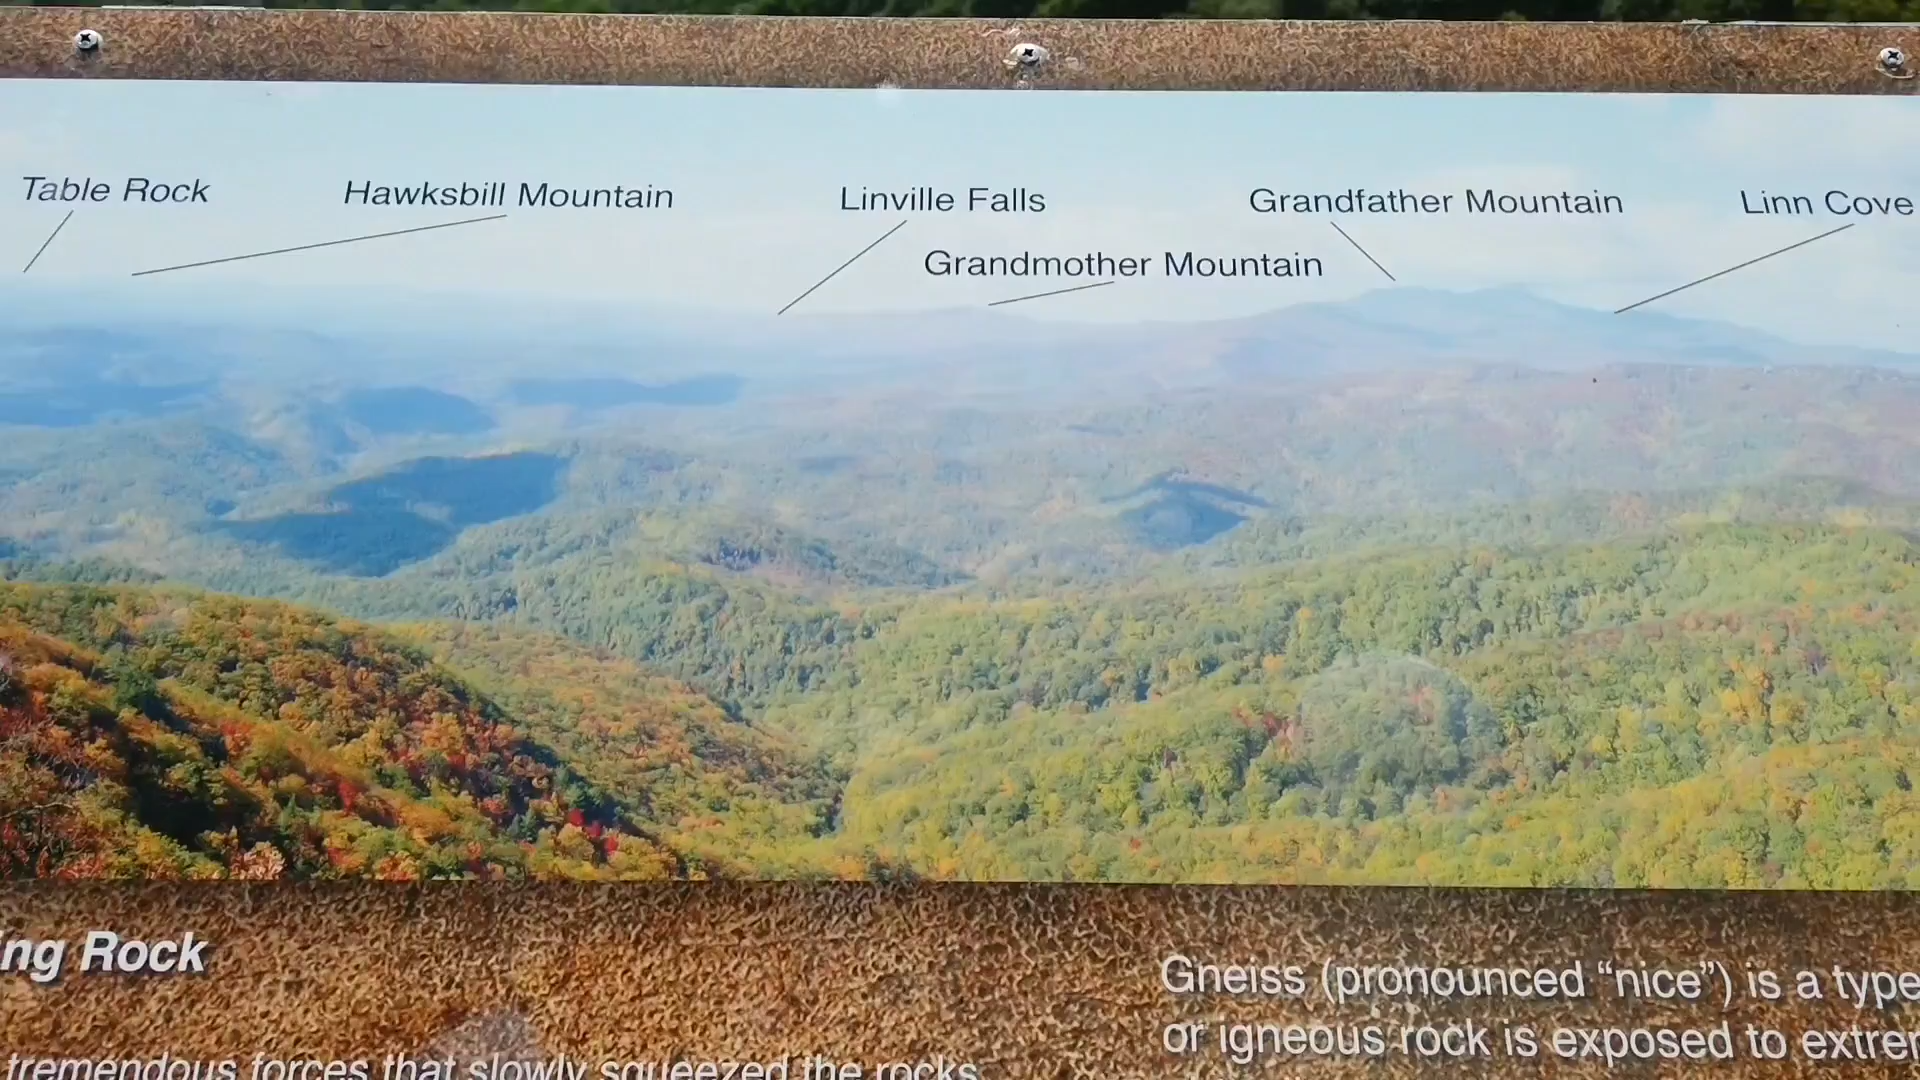 Table Rock
Hawksbill Mountain
Linville Falls
Grandfather Mountain
Linn Cove
Grandmother Mountain
ng Rock
tremendous forces that slowly squeezed the rocks
Gneiss (pronounced “nice”) is a type
or igneous rock is exposed to extrem